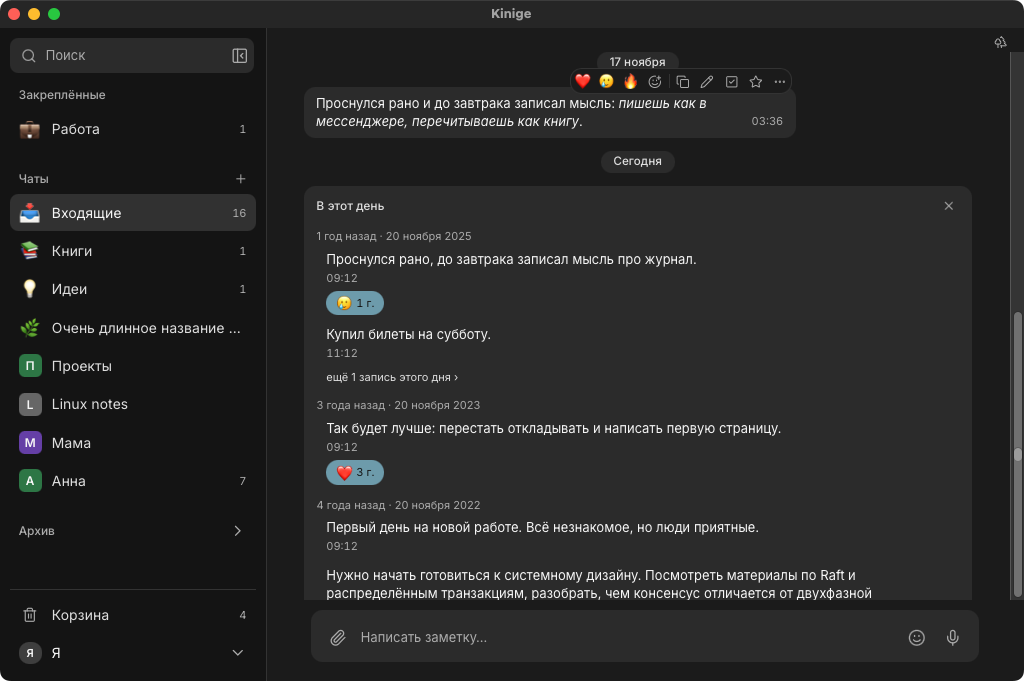 Kinige
Поиск
Закреплённые
Работа 1
Чаты
Входящие 16
Книги 1
Идеи 1
Очень длинное название ...
П Проекты
L Linux notes
М Мама
А Анна 7
Архив
Корзина 4
Я Я
17 ноября
Проснулся рано и до завтрака записал мысль: пишешь как в
мессенджере, перечитываешь как книгу. 03:36
Сегодня
В этот день
1 год назад · 20 ноября 2025
Проснулся рано, до завтрака записал мысль про журнал.
09:12
1 г.
Купил билеты на субботу.
11:12
ещё 1 запись этого дня ›
3 года назад · 20 ноября 2023
Так будет лучше: перестать откладывать и написать первую страницу.
09:12
3 г.
4 года назад · 20 ноября 2022
Первый день на новой работе. Всё незнакомое, но люди приятные.
09:12
Нужно начать готовиться к системному дизайну. Посмотреть материалы по Raft и
распределённым транзакциям, разобрать, чем консенсус отличается от двухфазной
Написать заметку...